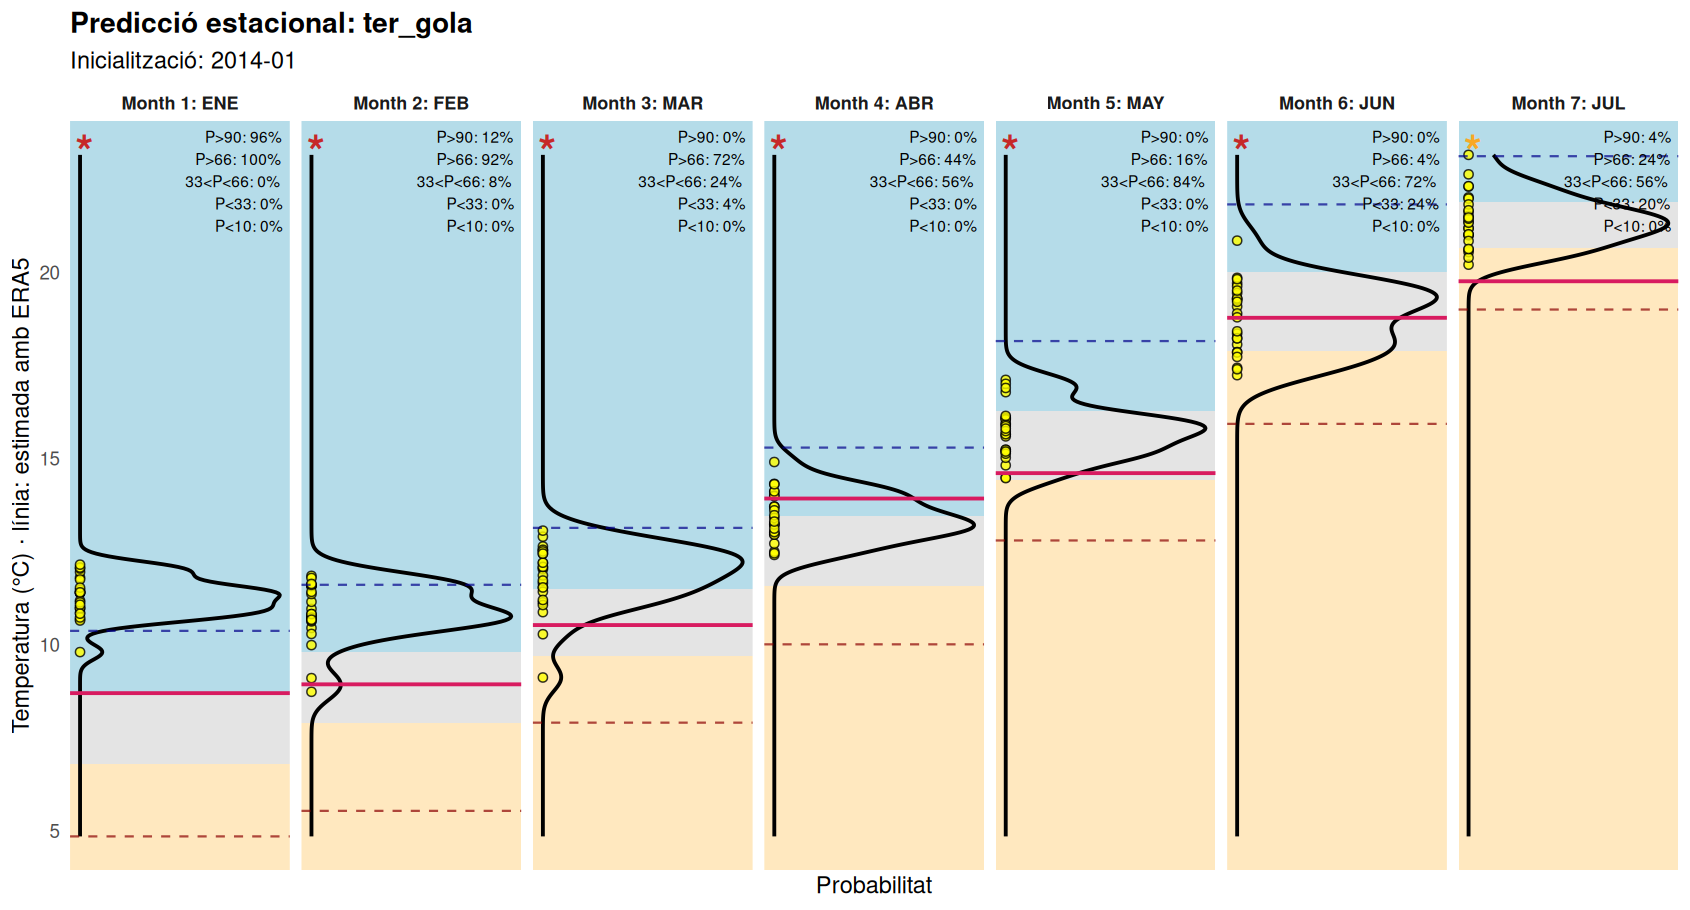 Predicció estacional: ter_gola
Inicialització: 2014-01
Month 1: ENE
Month 2: FEB
Month 3: MAR
Month 4: ABR
Month 5: MAY
Month 6: JUN
Month 7: JUL
*
P>90: 96%
P>66: 100%
33<P<66: 0%
P<33: 0%
P<10: 0%
*
P>90: 12%
P>66: 92%
33<P<66: 8%
P<33: 0%
P<10: 0%
*
P>90: 0%
P>66: 72%
33<P<66: 24%
P<33: 4%
P<10: 0%
*
P>90: 0%
P>66: 44%
33<P<66: 56%
P<33: 0%
P<10: 0%
*
P>90: 0%
P>66: 16%
33<P<66: 84%
P<33: 0%
P<10: 0%
*
P>90: 0%
P>66: 4%
33<P<66: 72%
P<33: 24%
P<10: 0%
*
P>90: 4%
P>66: 24%
33<P<66: 56%
P<33: 20%
P<10: 0%
Temperatura (°C) · línia: estimada amb ERA5
20
15
10
5
Probabilitat